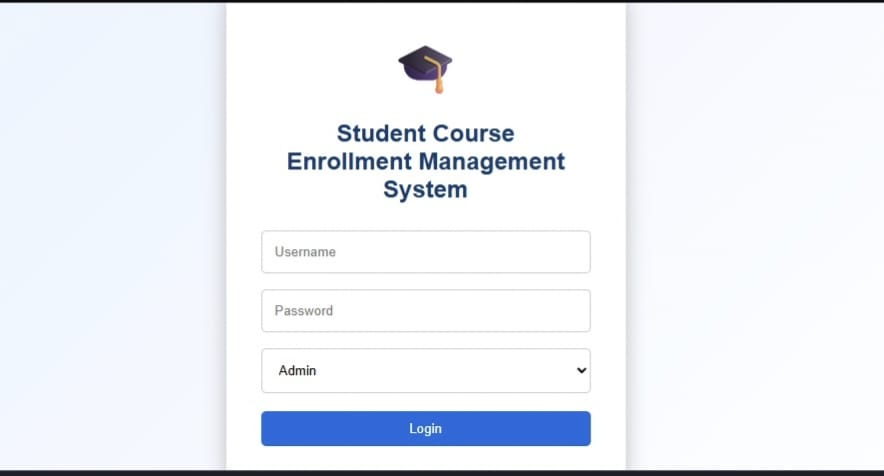 Student Course
Enrollment Management
System
Username
Password
Admin
Login